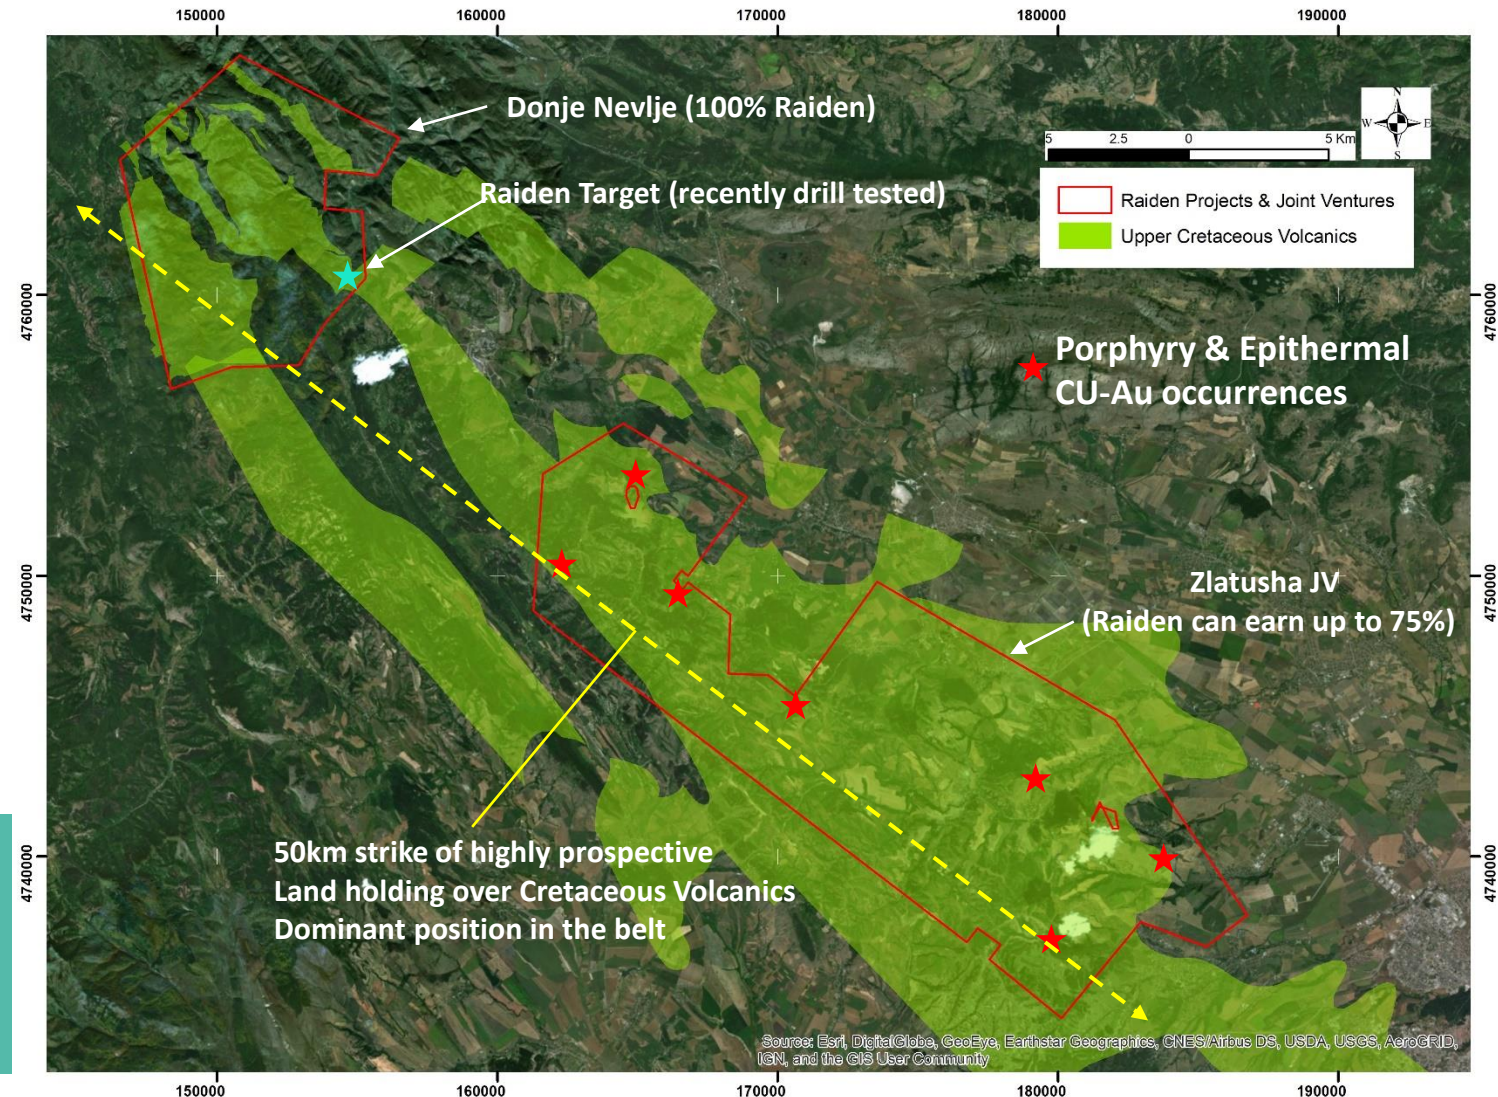 150000
160000
170000
180000
190000
Donje Nevlje (100% Raiden)
N
W
E
S
5
2.5
0
5 Km
Raiden Target (recently drill tested)
Raiden Projects & Joint Ventures
Upper Cretaceous Volcanics
4760000
4760000
Porphyry & Epithermal
CU-Au occurrences
4750000
4750000
Zlatusha JV
(Raiden can earn up to 75%)
50km strike of highly prospective
Land holding over Cretaceous Volcanics
Dominant position in the belt
4740000
4740000
Source: Esri, DigitalGlobe, GeoEye, Earthstar Geographics, CNES/Airbus DS, USDA, USGS, AeroGRID,
IGN, and the GIS User Community
150000
160000
170000
180000
190000